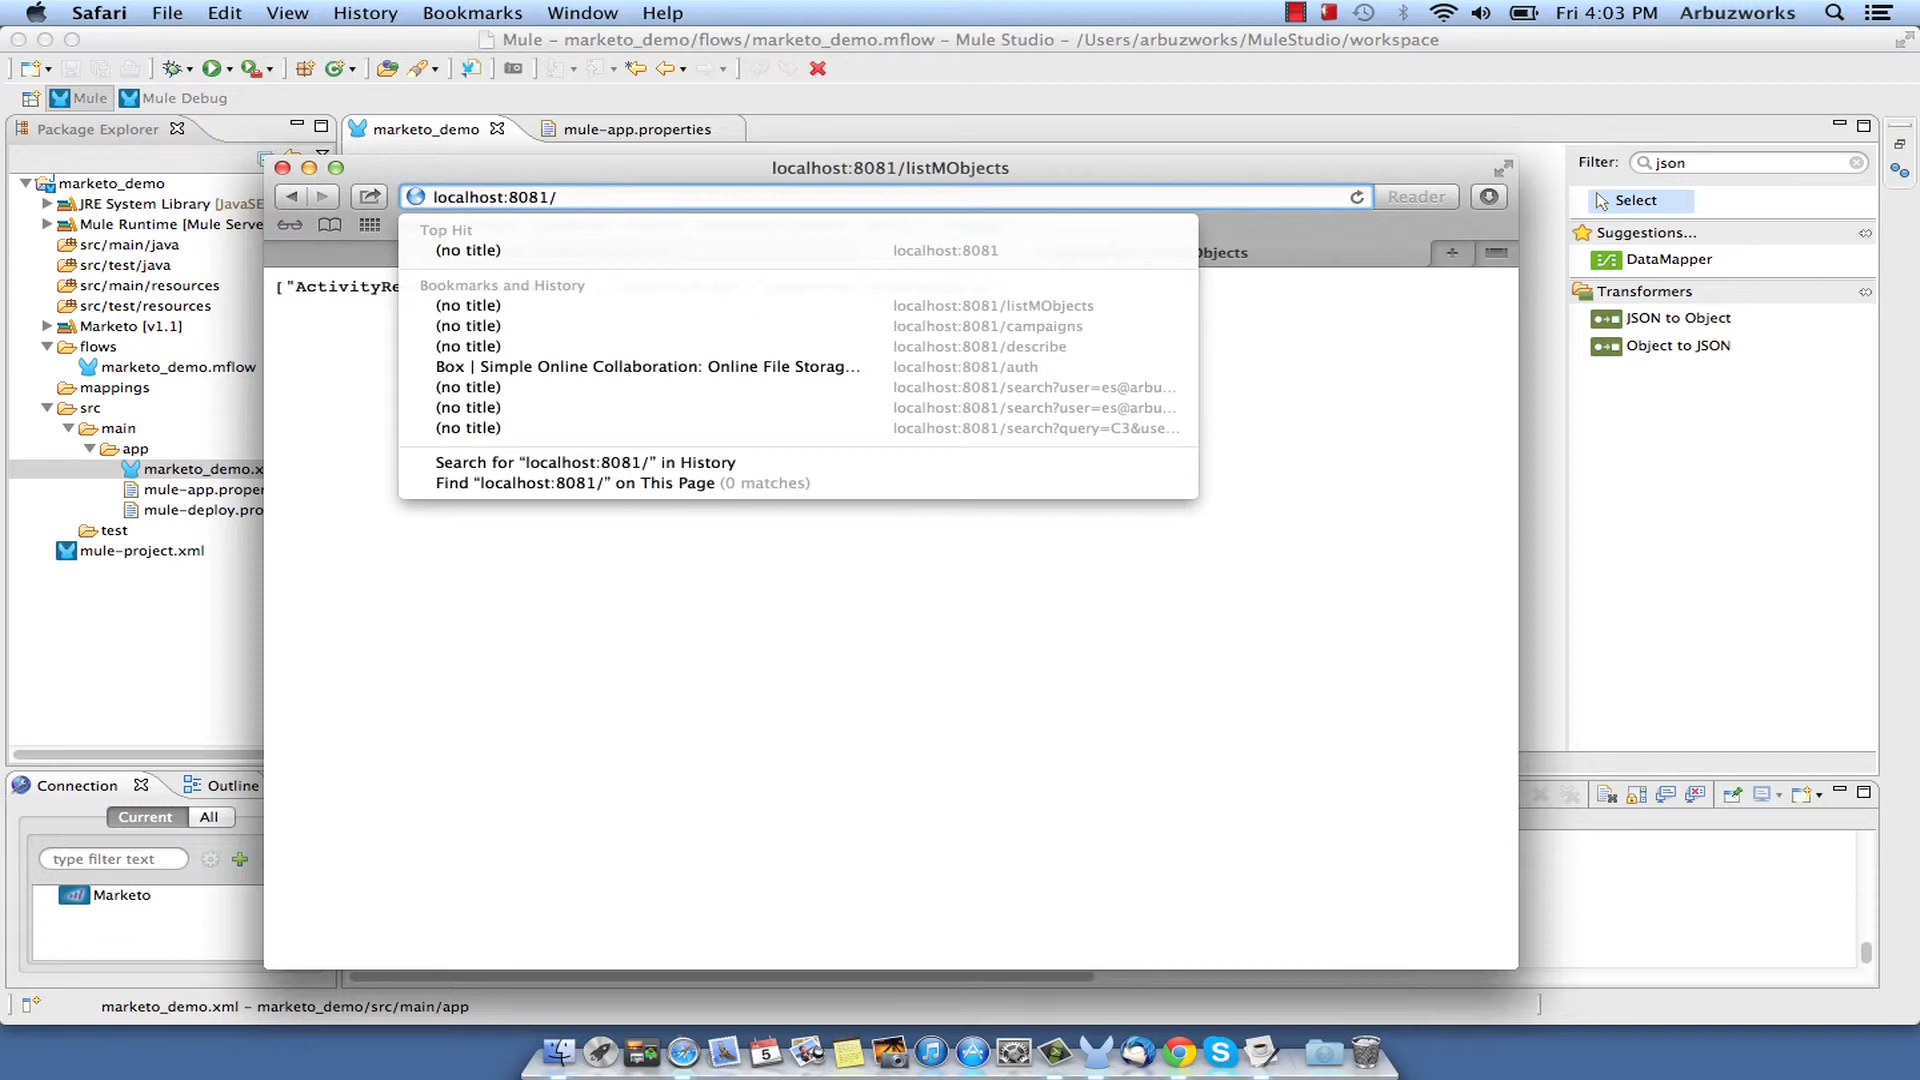 Safari File Edit View History Bookmarks Window Help Fri 4:03 PM Arbuzworks
Mule – marketo_demo/flows/marketo_demo.mflow – Mule Studio – /Users/arbuzworks/MuleStudio/workspace
Mule Mule Debug
Package Explorer marketo_demo mule-app.properties
localhost:8081/listMObjects
Filter: json
localhost:8081/ Reader
Select
Top Hit
(no title) localhost:8081
bjects
Suggestions...
DataMapper
Bookmarks and History
(no title) localhost:8081/listMObjects
(no title) localhost:8081/campaigns
(no title) localhost:8081/describe
Box | Simple Online Collaboration: Online File Storag... localhost:8081/auth
(no title) localhost:8081/search?user=es@arbu...
(no title) localhost:8081/search?user=es@arbu...
(no title) localhost:8081/search?query=C3&use...
Search for “localhost:8081/” in History
Find “localhost:8081/” on This Page (0 matches)
["ActivityRe
Transformers
JSON to Object
Object to JSON
marketo_demo
JRE System Library [JavaSE
Mule Runtime [Mule Serve
src/main/java
src/test/java
src/main/resources
src/test/resources
Marketo [v1.1]
flows
marketo_demo.mflow
mappings
src
main
app
marketo_demo.x
mule-app.proper
mule-deploy.pro
test
mule-project.xml
Connection Outline
Current All
type filter text
Marketo
marketo_demo.xml – marketo_demo/src/main/app
5